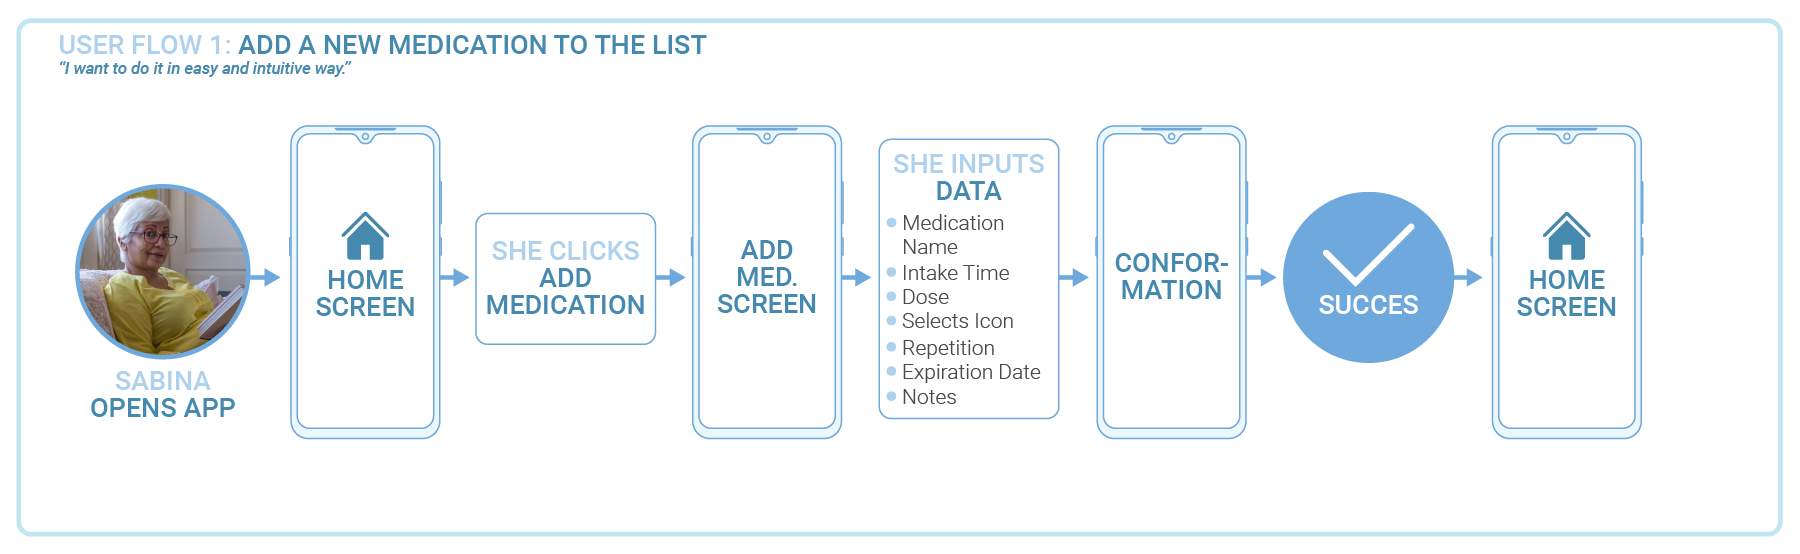 USER FLOW 1: ADD A NEW MEDICATION TO THE LIST
“I want to do it in easy and intuitive way.”
SABINA
OPENS APP
HOME
SCREEN
SHE CLICKS
ADD
MEDICATION
ADD
MED.
SCREEN
SHE INPUTS
DATA
Medication
Name
Intake Time
Dose
Selects Icon
Repetition
Expiration Date
Notes
CONFOR-
MATION
SUCCES
HOME
SCREEN